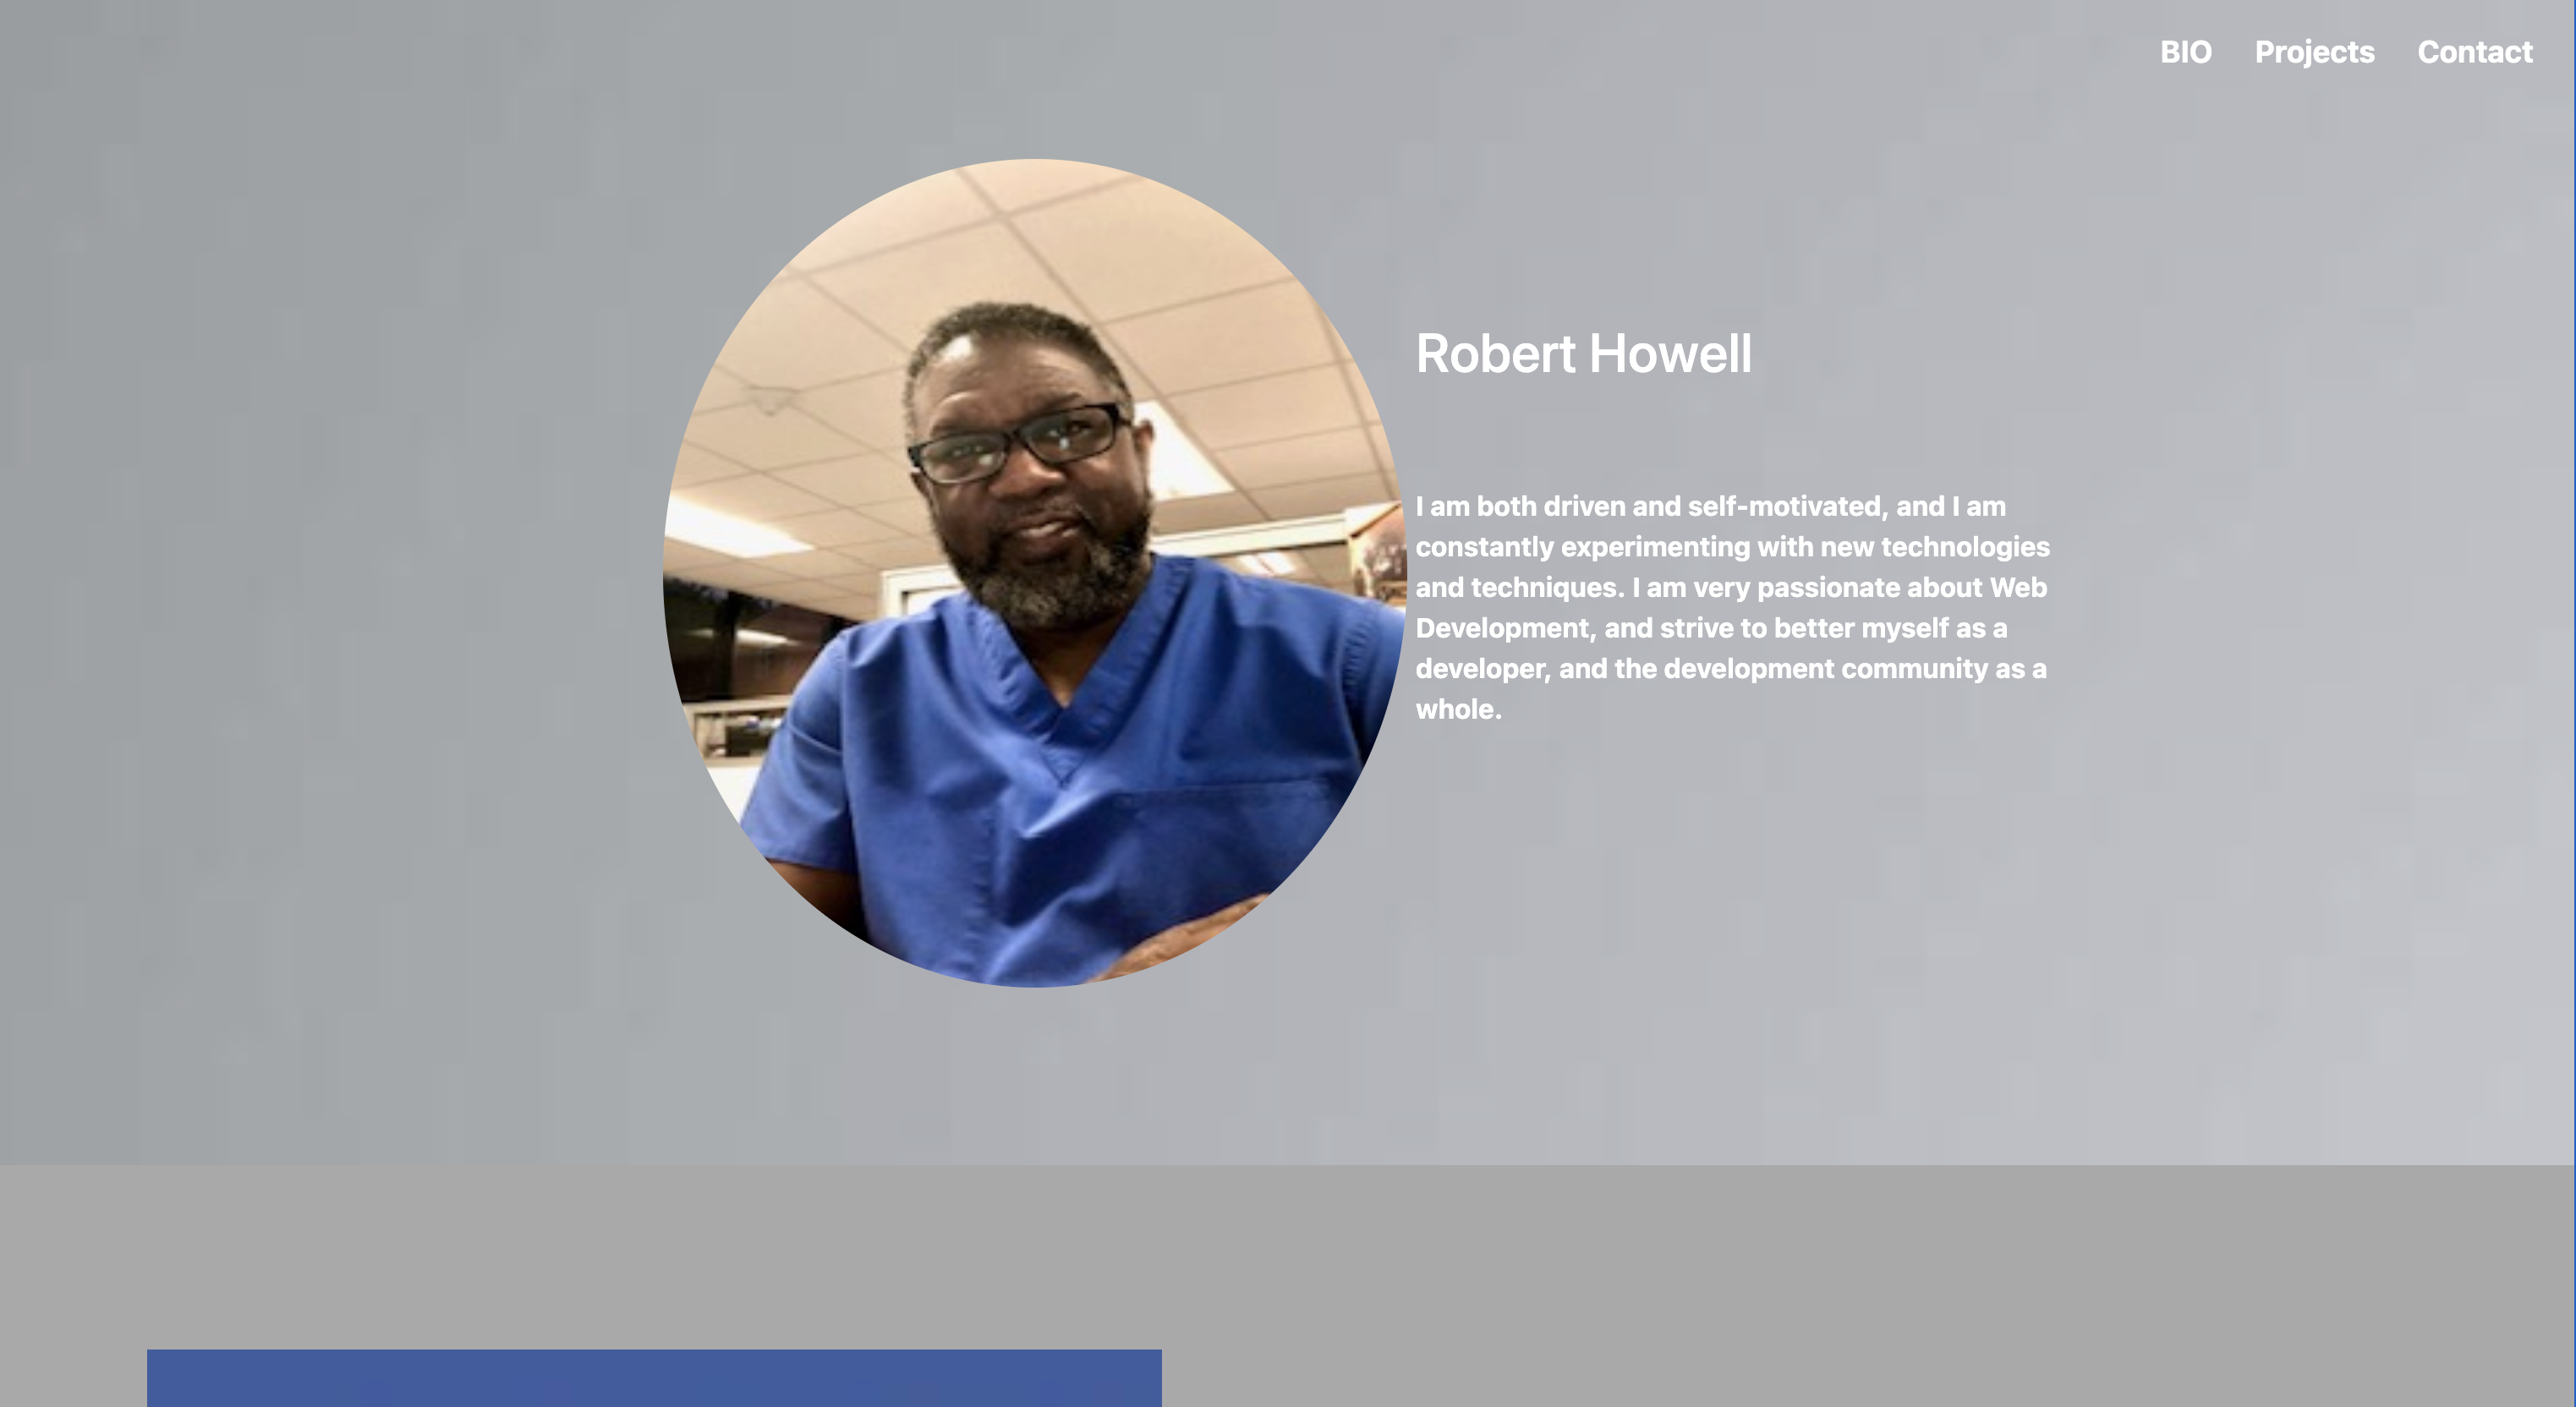 BIO Projects Contact
Robert Howell
I am both driven and self-motivated, and I am
constantly experimenting with new technologies
and techniques. I am very passionate about Web
Development, and strive to better myself as a
developer, and the development community as a
whole.